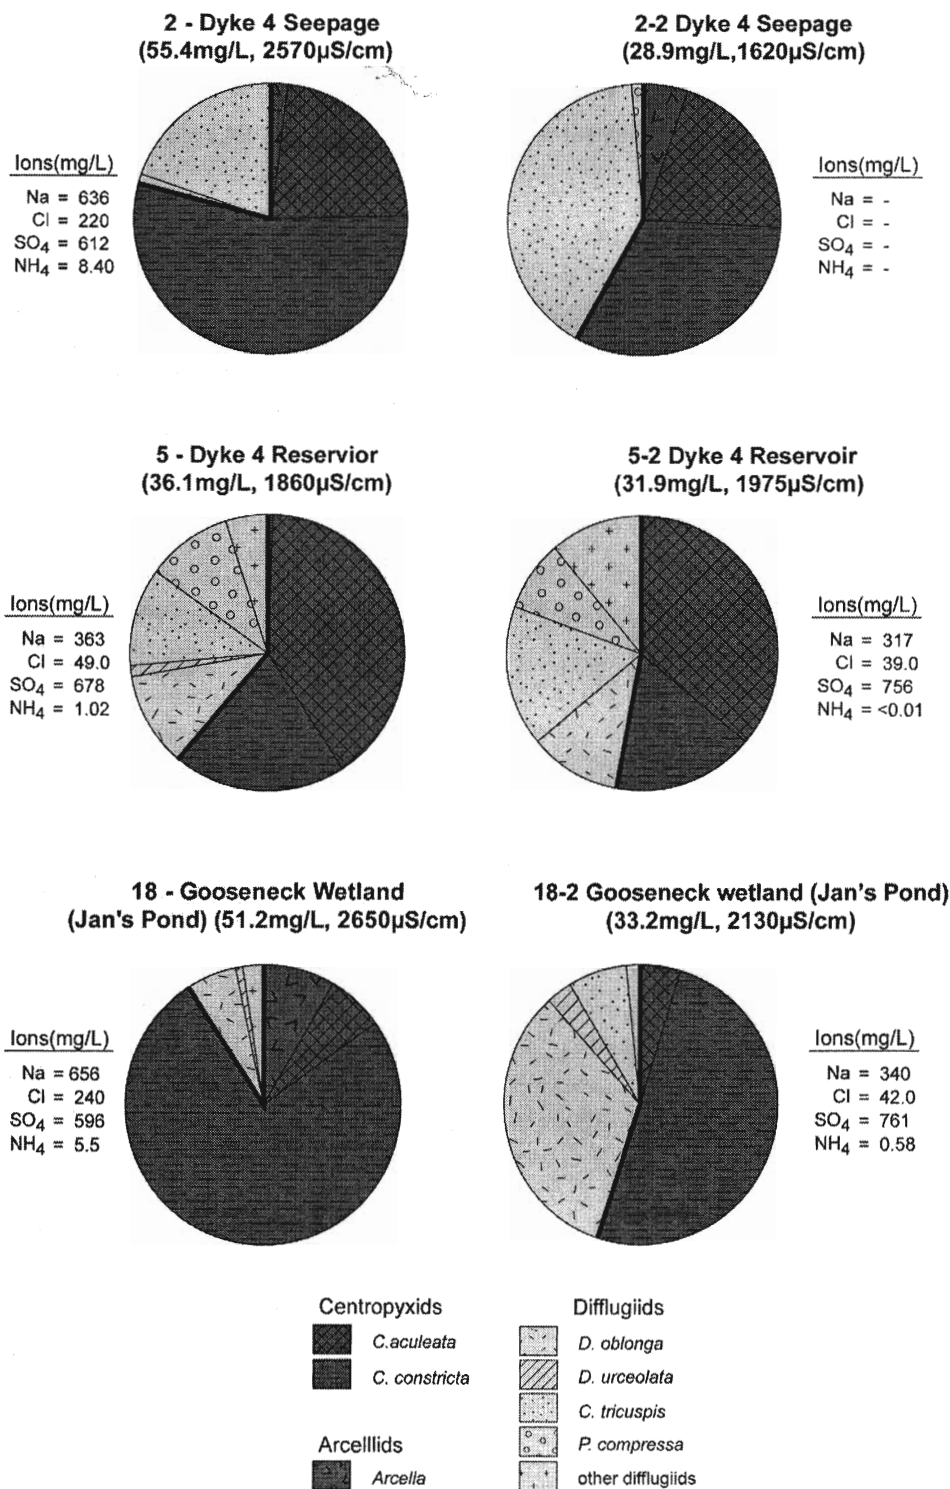 2 - Dyke 4 Seepage
(55.4mg/L, 2570µS/cm)
Ions(mg/L)
Na = 636
Cl = 220
SO4 = 612
NH4 = 8.40
2-2 Dyke 4 Seepage
(28.9mg/L,1620µS/cm)
Ions(mg/L)
Na = -
Cl = -
SO4 = -
NH4 = -
5 - Dyke 4 Reservior
(36.1mg/L, 1860µS/cm)
Ions(mg/L)
Na = 363
Cl = 49.0
SO4 = 678
NH4 = 1.02
5-2 Dyke 4 Reservoir
(31.9mg/L, 1975µS/cm)
Ions(mg/L)
Na = 317
Cl = 39.0
SO4 = 756
NH4 = <0.01
18 - Gooseneck Wetland
(Jan's Pond) (51.2mg/L, 2650µS/cm)
Ions(mg/L)
Na = 656
Cl = 240
SO4 = 596
NH4 = 5.5
18-2 Gooseneck wetland (Jan's Pond)
(33.2mg/L, 2130µS/cm)
Ions(mg/L)
Na = 340
Cl = 42.0
SO4 = 761
NH4 = 0.58
Centropyxids
C.aculeata
C. constricta
Arcelllids
Arcella
Difflugiids
D. oblonga
D. urceolata
C. tricuspis
P. compressa
other difflugiids